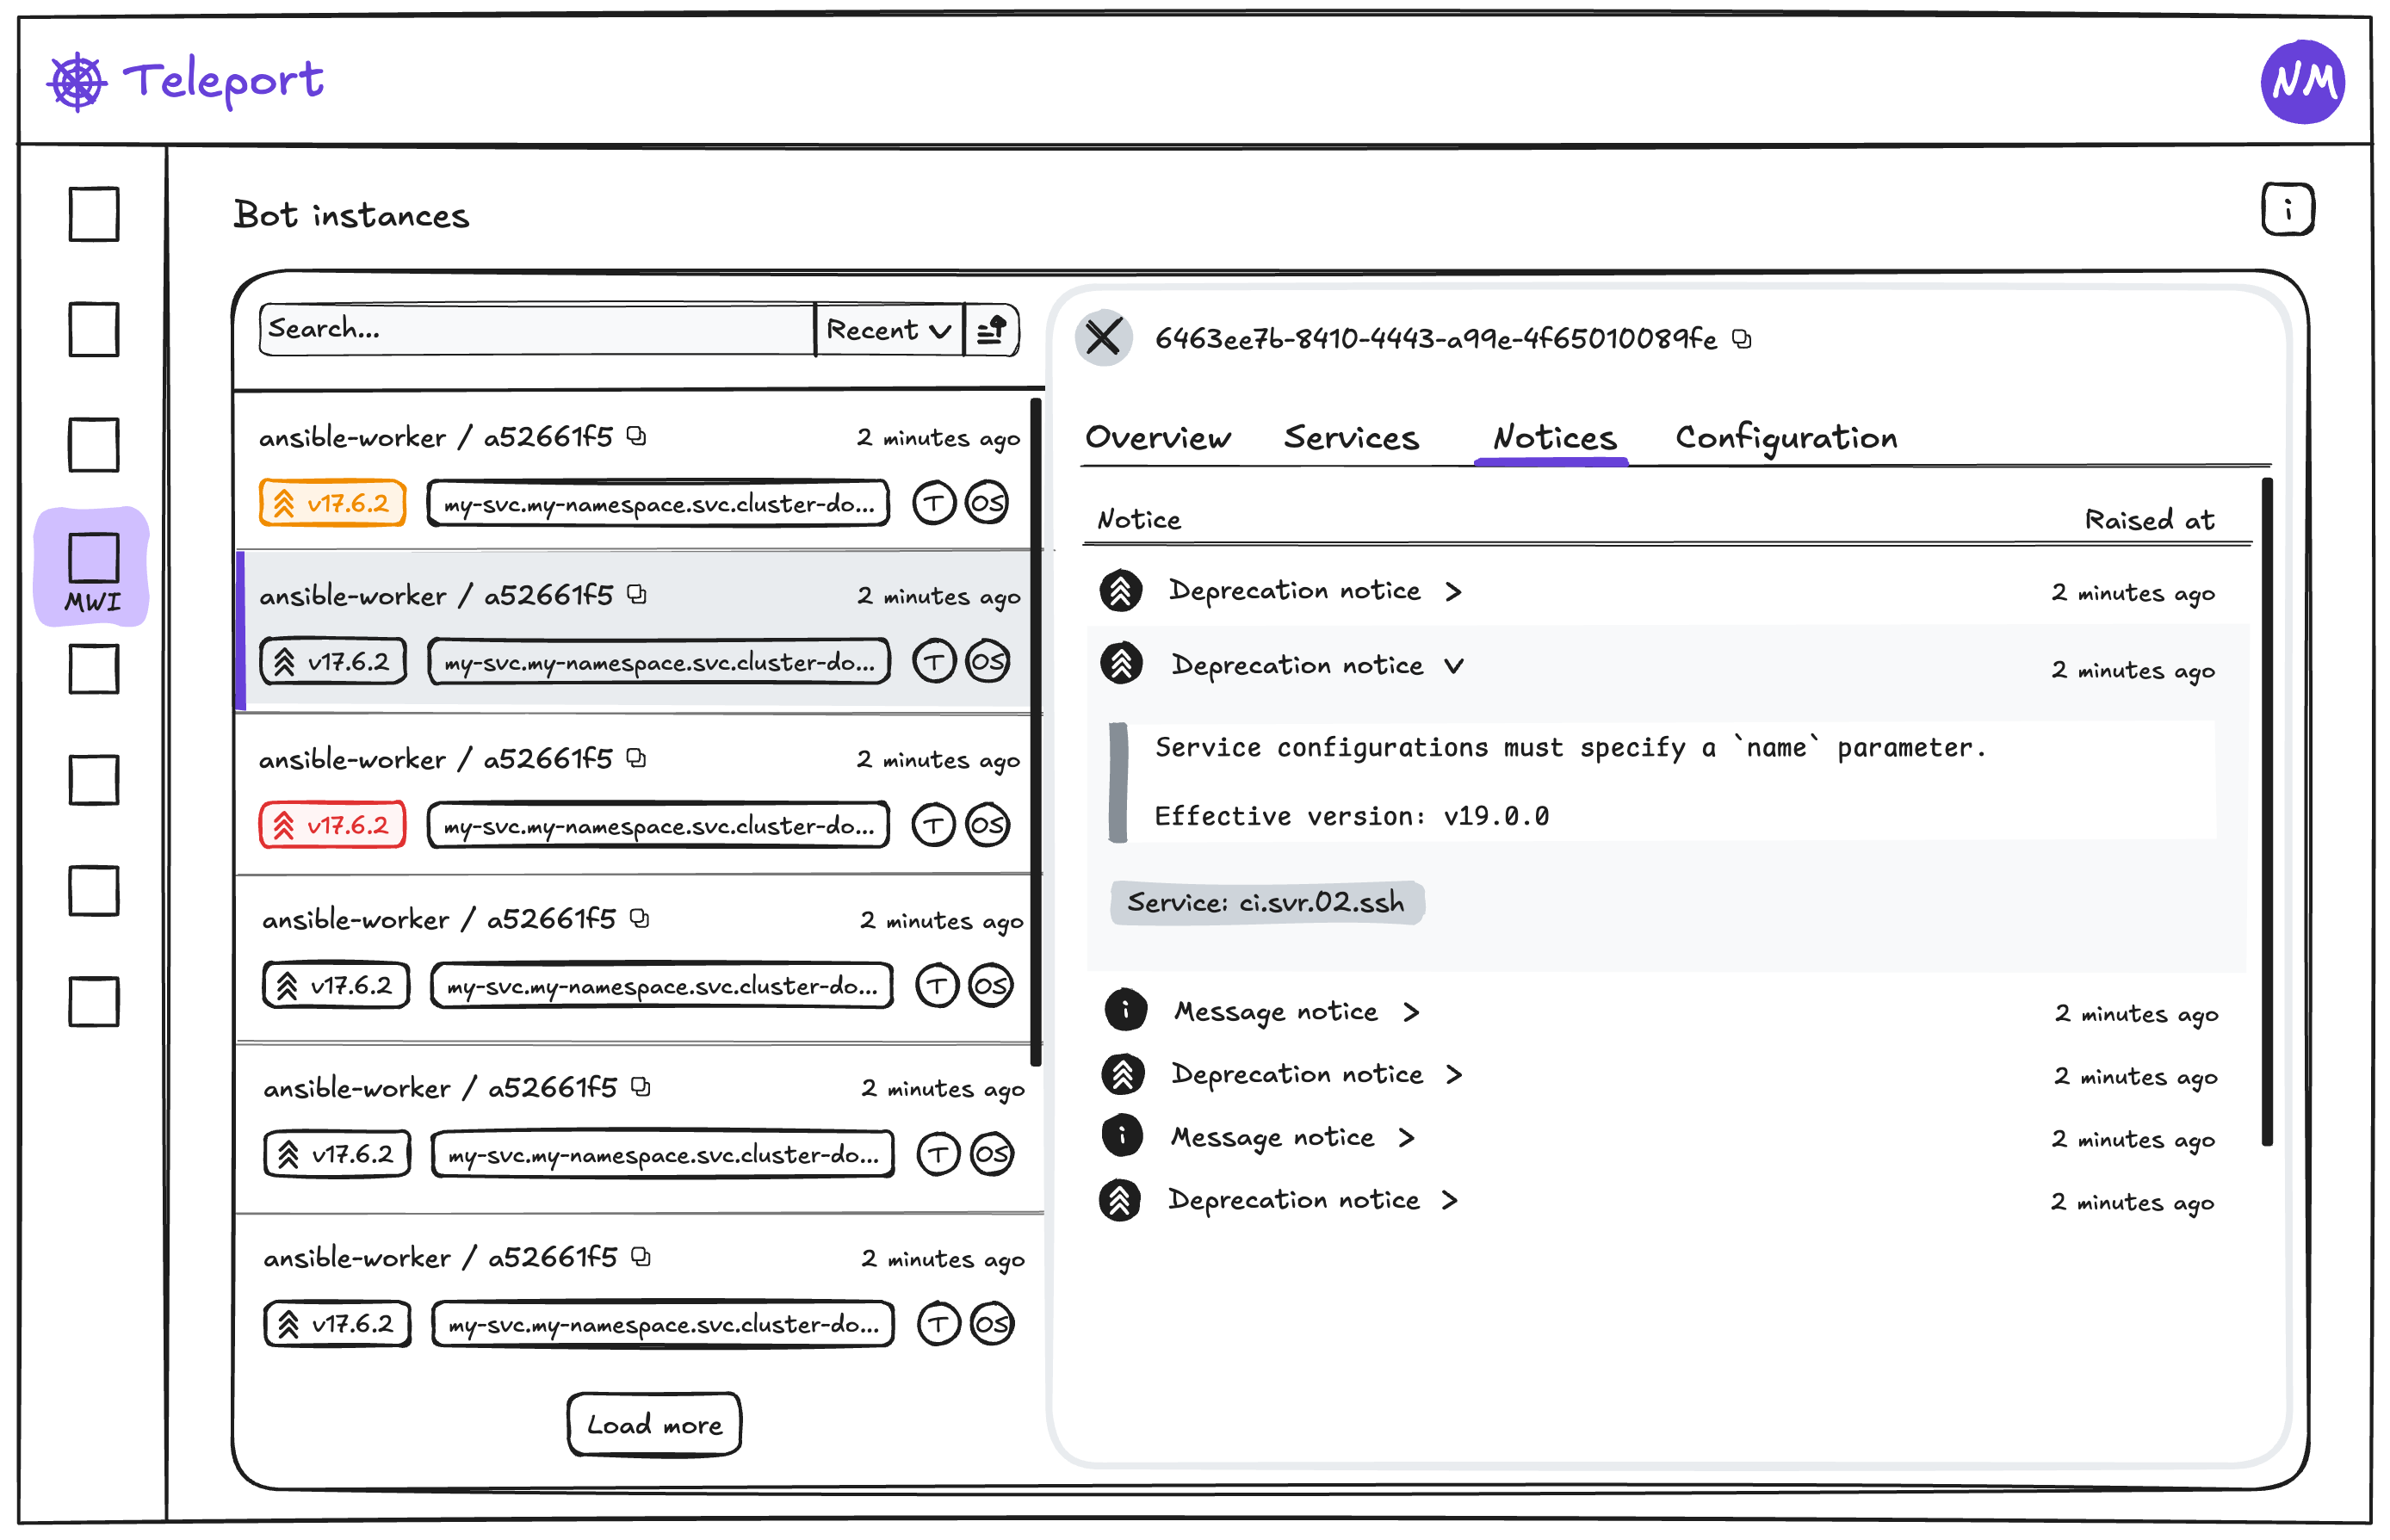 Teleport
NM
MWI
Bot instances
i
Search...
Recent
ansible-worker / a52661f5
2 minutes ago
v17.6.2
my-svc.my-namespace.svc.cluster-do...
T
OS
ansible-worker / a52661f5
2 minutes ago
v17.6.2
my-svc.my-namespace.svc.cluster-do...
T
OS
ansible-worker / a52661f5
2 minutes ago
v17.6.2
my-svc.my-namespace.svc.cluster-do...
T
OS
ansible-worker / a52661f5
2 minutes ago
v17.6.2
my-svc.my-namespace.svc.cluster-do...
T
OS
ansible-worker / a52661f5
2 minutes ago
v17.6.2
my-svc.my-namespace.svc.cluster-do...
T
OS
ansible-worker / a52661f5
2 minutes ago
v17.6.2
my-svc.my-namespace.svc.cluster-do...
T
OS
Load more
6463ee7b-8410-4443-a99e-4f65010089fe
Overview Services Notices Configuration
Notice Raised at
Deprecation notice > 2 minutes ago
Deprecation notice 2 minutes ago
Service configurations must specify a `name` parameter.
Effective version: v19.0.0
Service: ci.svr.02.ssh
i Message notice > 2 minutes ago
Deprecation notice > 2 minutes ago
i Message notice > 2 minutes ago
Deprecation notice > 2 minutes ago